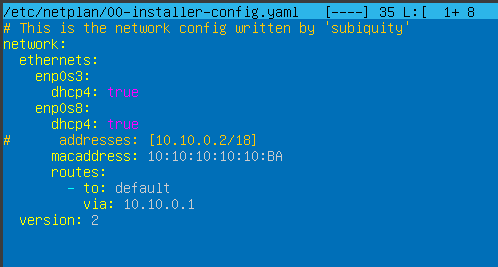 /etc/netplan/00-installer-config.yaml   [----] 35 L:[  1+ 8
# This is the network config written by 'subiquity'
network:
  ethernets:
    enp0s3:
      dhcp4: true
    enp0s8:
      dhcp4: true
#      addresses: [10.10.0.2/18]
      macaddress: 10:10:10:10:10:BA
      routes:
        - to: default
          via: 10.10.0.1
  version: 2